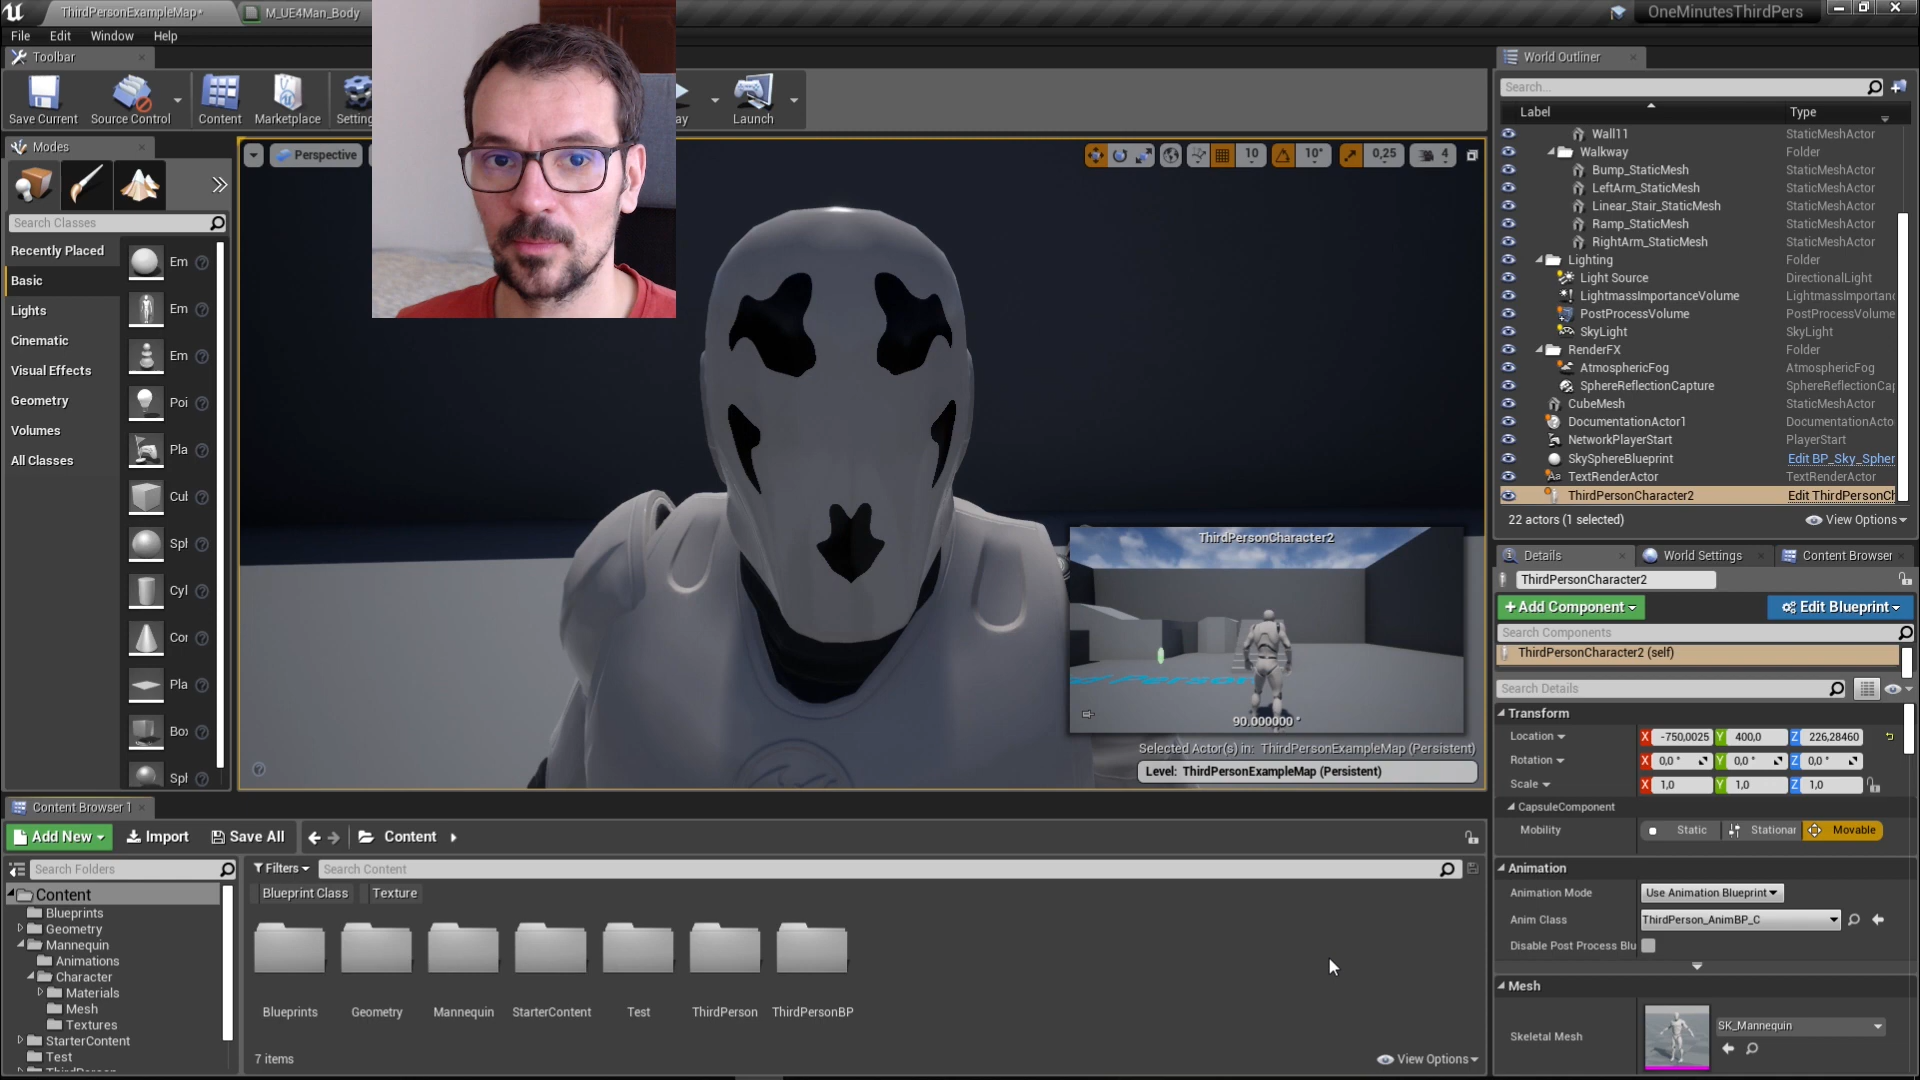 ThirdPersonExampleMap*
M_UE4Man_Body
OneMinutesThirdPers
File Edit Window Help
Toolbar
World Outliner
Save Current
Source Control
Content
Marketplace
Launch
Search...
Label Type
Modes
Perspective
10
10°
0,25
4
Search Classes
Recently Placed
Basic
Lights
Cinematic
Visual Effects
Geometry
Volumes
All Classes
Em
Em
Em
Poi
Pla
Cul
Sph
Cyl
Cor
Pla
Box
Sph
Wall11 StaticMeshActor
Walkway Folder
Bump_StaticMesh StaticMeshActor
LeftArm_StaticMesh StaticMeshActor
Linear_Stair_StaticMesh StaticMeshActor
Ramp_StaticMesh StaticMeshActor
RightArm_StaticMesh StaticMeshActor
Lighting Folder
Light Source DirectionalLight
LightmassImportanceVolume LightmassImportanc
PostProcessVolume PostProcessVolume
SkyLight SkyLight
RenderFX Folder
AtmosphericFog AtmosphericFog
SphereReflectionCapture SphereReflectionCap
CubeMesh StaticMeshActor
DocumentationActor1 DocumentationActo
NetworkPlayerStart PlayerStart
SkySphereBlueprint Edit BP_Sky_Spher
TextRenderActor TextRenderActor
ThirdPersonCharacter2 Edit ThirdPersonCh
22 actors (1 selected)
View Options
ThirdPersonCharacter2
90.000000 °
Selected Actor(s) in: ThirdPersonExampleMap (Persistent)
Level: ThirdPersonExampleMap (Persistent)
Details
World Settings
Content Browser
ThirdPersonCharacter2
+Add Component
Edit Blueprint
Search Components
ThirdPersonCharacter2 (self)
Search Details
Transform
Location X -750,0025 Y 400,0 Z 226,28460
Rotation X 0,0 ° Y 0,0 ° Z 0,0 °
Scale X 1,0 Y 1,0 Z 1,0
CapsuleComponent
Mobility Static Stationar Movable
Animation
Animation Mode Use Animation Blueprint
Anim Class ThirdPerson_AnimBP_C
Disable Post Process Blu
Mesh
Skeletal Mesh SK_Mannequin
Content Browser 1
Add New
Import
Save All
Content
Search Folders
Filters
Search Content
Blueprint Class
Texture
Content
Blueprints
Geometry
Mannequin
Animations
Character
Materials
Mesh
Textures
StarterContent
Test
Blueprints
Geometry
Mannequin
StarterContent
Test
ThirdPerson
ThirdPersonBP
7 items
View Options